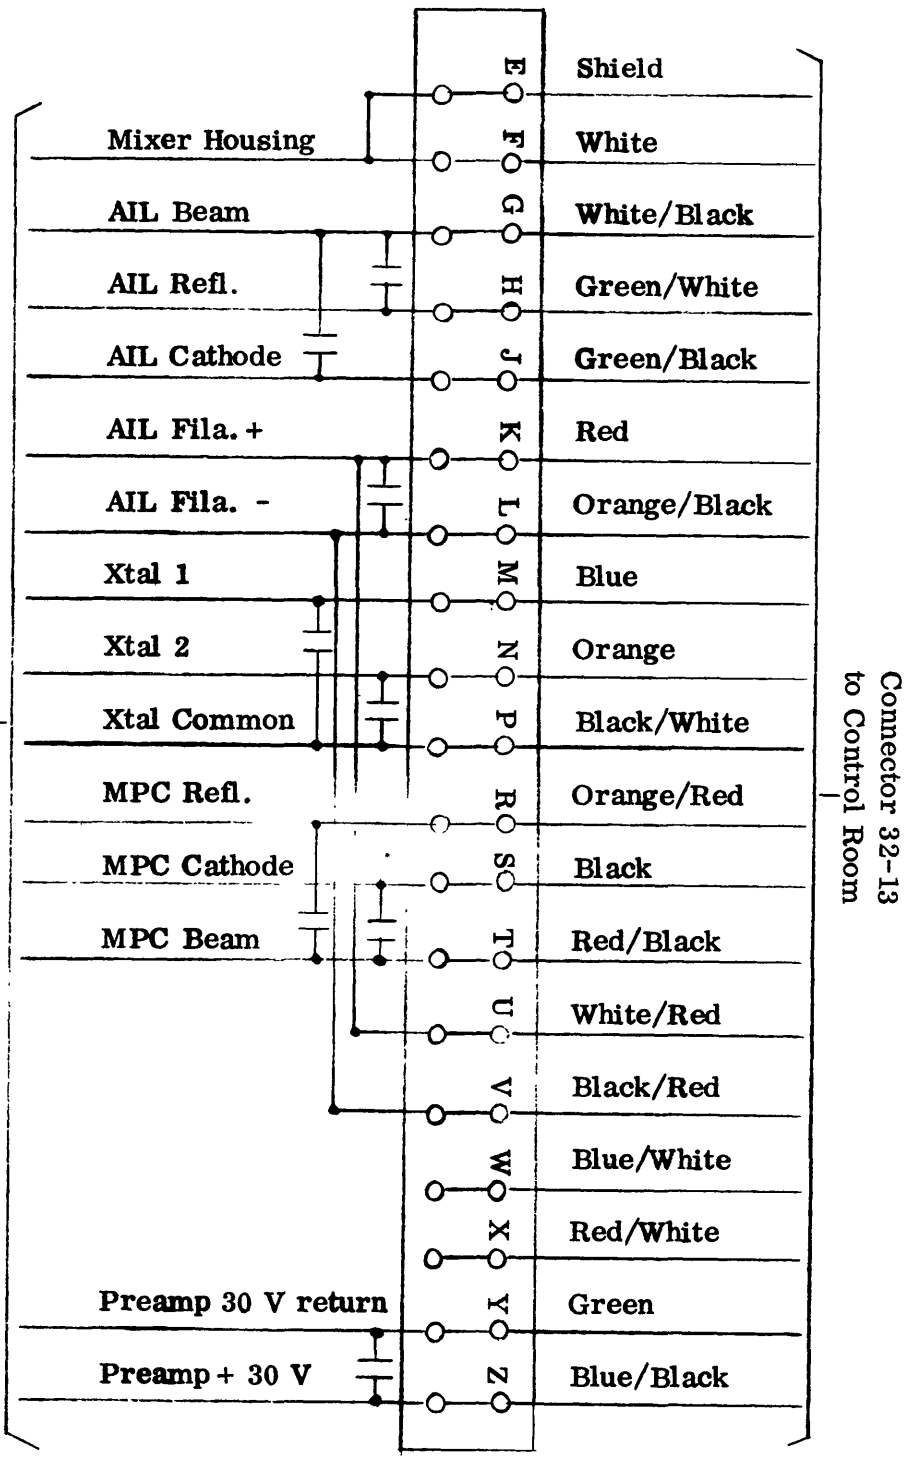 E Shield
Mixer Housing F White
AIL Beam G White/Black
AIL Refl. H Green/White
AIL Cathode J Green/Black
AIL Fila. + K Red
AIL Fila. - L Orange/Black
Xtal 1 M Blue
Xtal 2 N Orange
Xtal Common P Black/White
MPC Refl. R Orange/Red
MPC Cathode S Black
MPC Beam T Red/Black
U White/Red
V Black/Red
W Blue/White
X Red/White
Preamp 30 V return Y Green
Preamp + 30 V Z Blue/Black
Connector 32-13
to Control Room